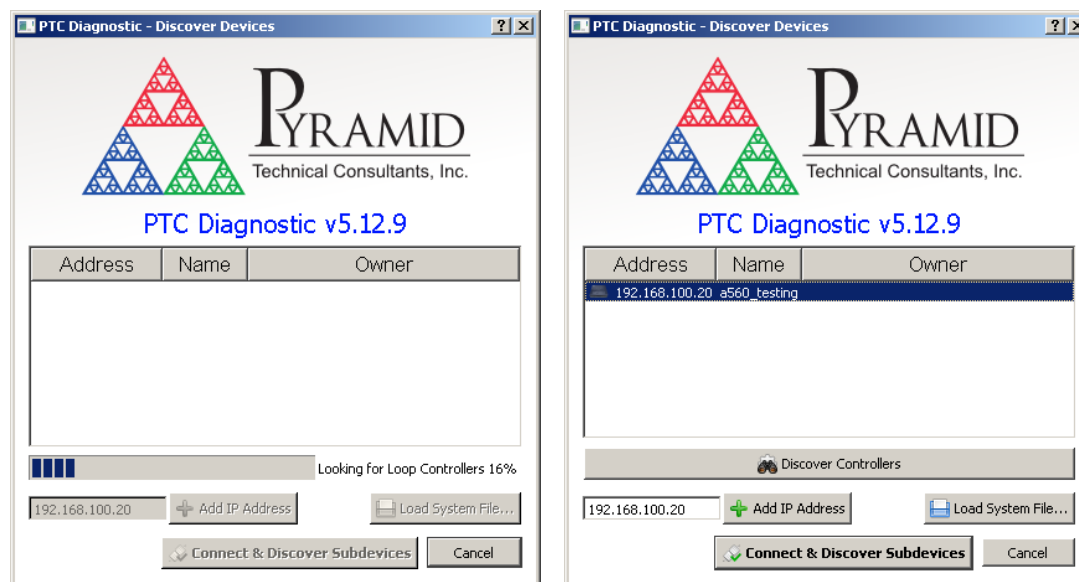 PTC Diagnostic - Discover Devices
PYRAMID
Technical Consultants, Inc.
PTC Diagnostic v5.12.9
Address Name Owner
Looking for Loop Controllers 16%
192.168.100.20 Add IP Address Load System File...
Connect & Discover Subdevices Cancel
PTC Diagnostic - Discover Devices
PYRAMID
Technical Consultants, Inc.
PTC Diagnostic v5.12.9
Address Name Owner
192.168.100.20 a560_testing
Discover Controllers
192.168.100.20 Add IP Address Load System File...
Connect & Discover Subdevices Cancel